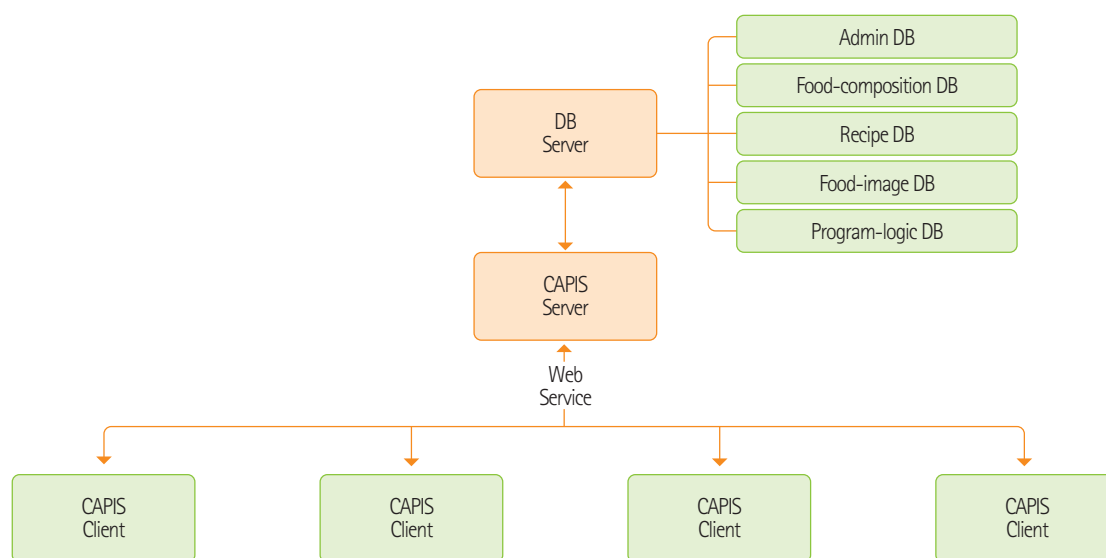 Admin DB
Food-composition DB
DB
Server
Recipe DB
Food-image DB
Program-logic DB
CAPIS
Server
Web
Service
CAPIS
Client
CAPIS
Client
CAPIS
Client
CAPIS
Client